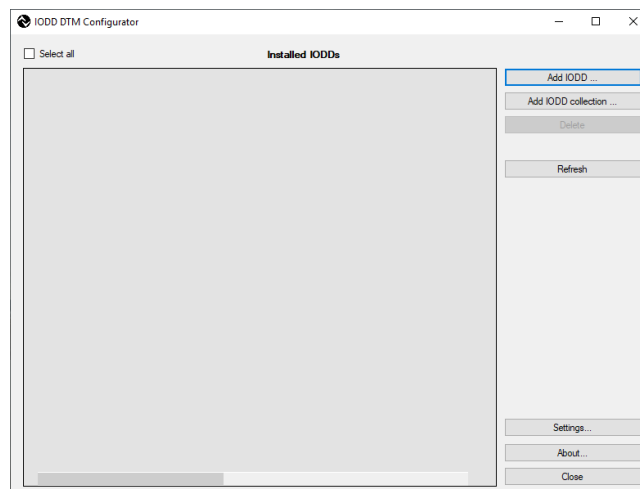 IODD DTM Configurator
Select all
Installed IODDs
Add IODD ...
Add IODD collection ...
Delete
Refresh
Settings...
About...
Close